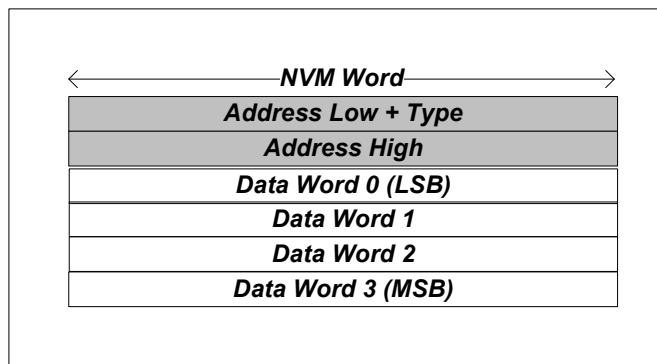 NVM Word
Address Low + Type
Address High
Data Word 0 (LSB)
Data Word 1
Data Word 2
Data Word 3 (MSB)